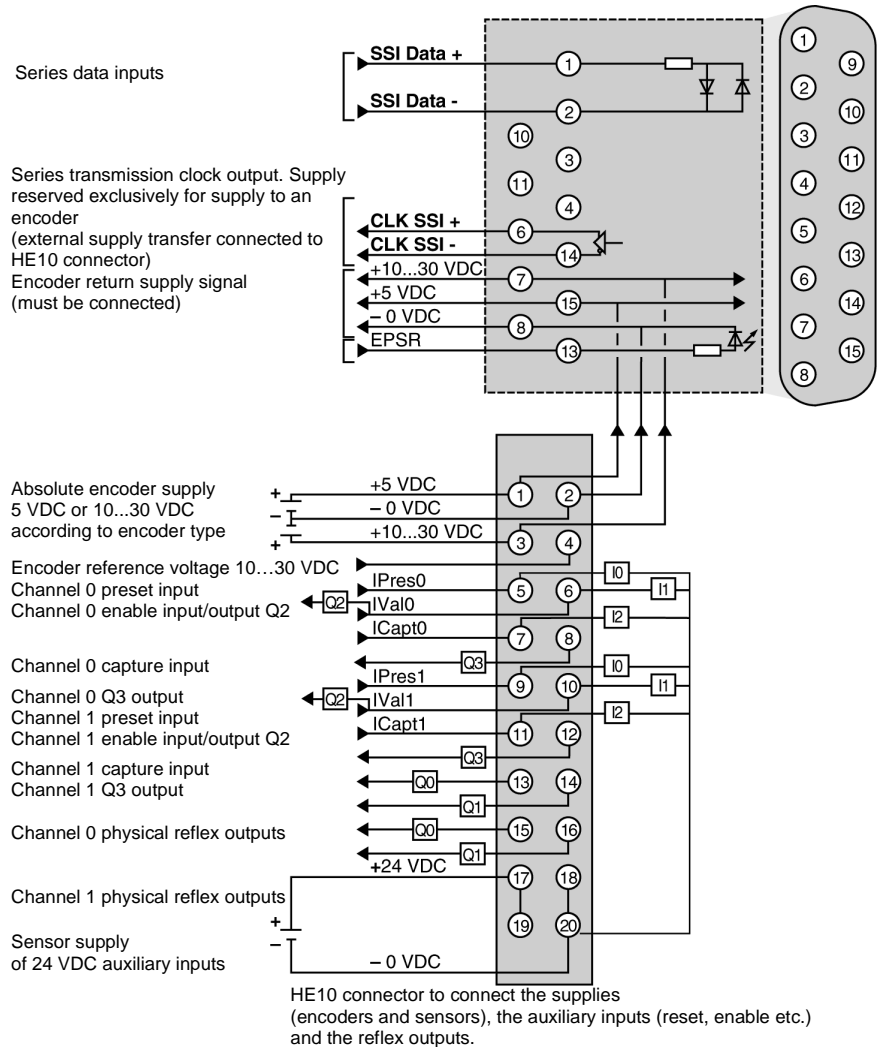 Series data inputs
SSI Data +
SSI Data -
1
2
10
3
11
4
Series transmission clock output. Supply
reserved exclusively for supply to an
encoder
(external supply transfer connected to
HE10 connector)
Encoder return supply signal
(must be connected)
CLK SSI +
6
CLK SSI -
14
+10...30 VDC
7
+5 VDC
15
– 0 VDC
8
EPSR
13
1
9
2
10
3
11
4
12
5
13
6
14
7
15
8
Absolute encoder supply
5 VDC or 10...30 VDC
according to encoder type
+
–
+
+5 VDC
1
2
– 0 VDC
+10...30 VDC
3
4
Encoder reference voltage 10…30 VDC
Channel 0 preset input
Channel 0 enable input/output Q2
IPres0
5
6
I0
I1
Q2
IVal0
ICapt0
7
8
I2
Channel 0 capture input
Q3
Channel 0 Q3 output
Channel 1 preset input
Channel 1 enable input/output Q2
IPres1
9
10
I0
I1
Q2
IVal1
ICapt1
11
12
I2
Channel 1 capture input
Channel 1 Q3 output
Q3
Q0
13
14
Q1
Channel 0 physical reflex outputs
Q0
15
16
Q1
+24 VDC
17
18
Channel 1 physical reflex outputs
19
20
+
–
Sensor supply
of 24 VDC auxiliary inputs
– 0 VDC
HE10 connector to connect the supplies
(encoders and sensors), the auxiliary inputs (reset, enable etc.)
and the reflex outputs.